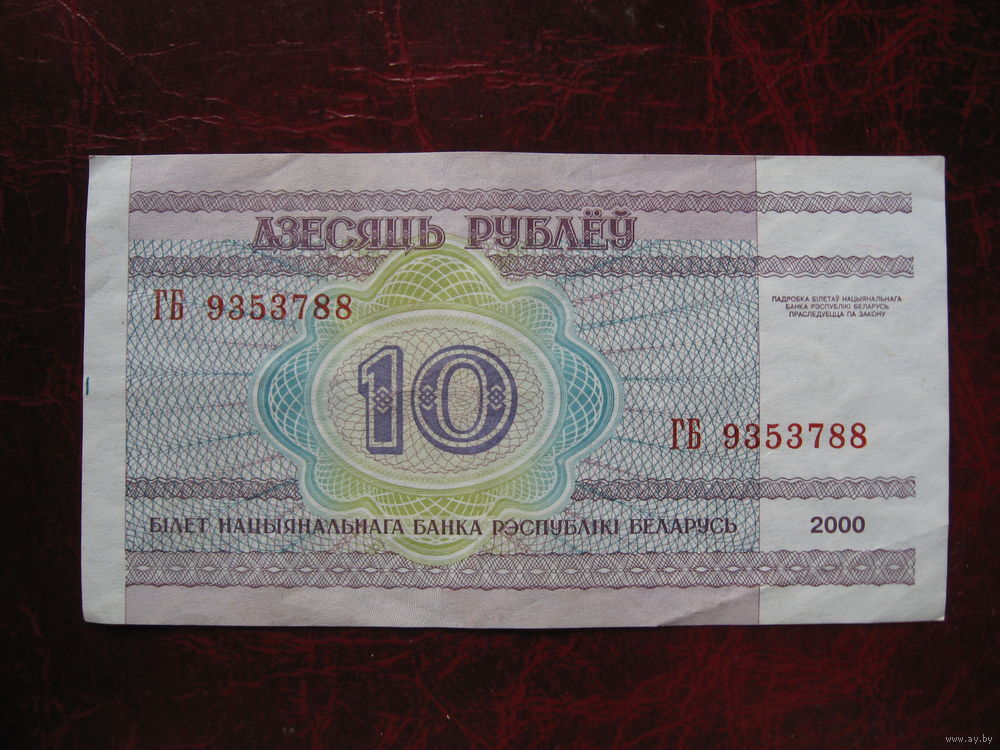 ДЗЕСЯЦЬ РУБЛЁЎ
ГБ 9353788
ПАДРОБКА БІЛЕТАЎ НАЦЫЯНАЛЬНАГА
БАНКА РЭСПУБЛІКІ БЕЛАРУСЬ
ПРАСЛЕДУЕЦЦА ПА ЗАКОНУ
10
ГБ 9353788
БІЛЕТ НАЦЫЯНАЛЬНАГА БАНКА РЭСПУБЛІКІ БЕЛАРУСЬ
2000
www.ay.by